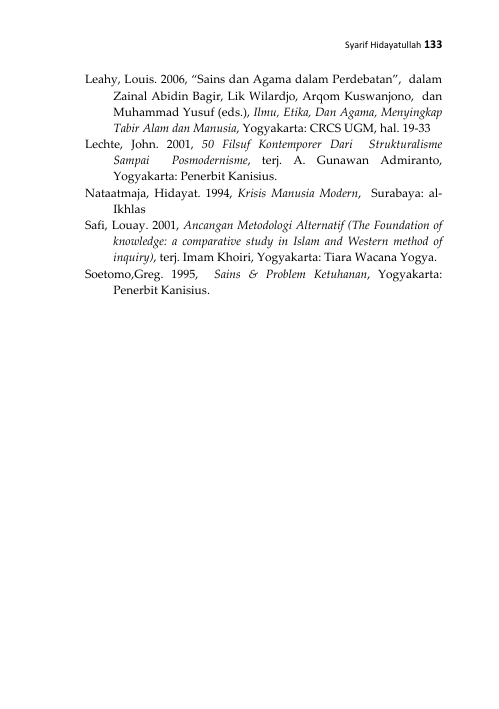 Syarif Hidayatullah 133
Leahy, Louis. 2006, “Sains dan Agama dalam Perdebatan”, dalam
Zainal Abidin Bagir, Lik Wilardjo, Arqom Kuswanjono, dan
Muhammad Yusuf (eds.), Ilmu, Etika, Dan Agama, Menyingkap
Tabir Alam dan Manusia, Yogyakarta: CRCS UGM, hal. 19-33
Lechte, John. 2001, 50 Filsuf Kontemporer Dari Strukturalisme
Sampai Posmodernisme, terj. A. Gunawan Admiranto,
Yogyakarta: Penerbit Kanisius.
Nataatmaja, Hidayat. 1994, Krisis Manusia Modern, Surabaya: al-
Ikhlas
Safi, Louay. 2001, Ancangan Metodologi Alternatif (The Foundation of
knowledge: a comparative study in Islam and Western method of
inquiry), terj. Imam Khoiri, Yogyakarta: Tiara Wacana Yogya.
Soetomo,Greg. 1995, Sains & Problem Ketuhanan, Yogyakarta:
Penerbit Kanisius.